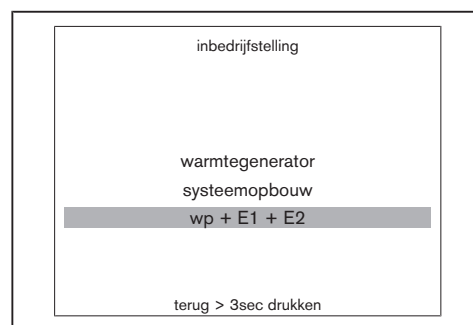 inbedrijfstelling
warmtegenerator
systeemopbouw
wp + E1 + E2
terug > 3sec drukken